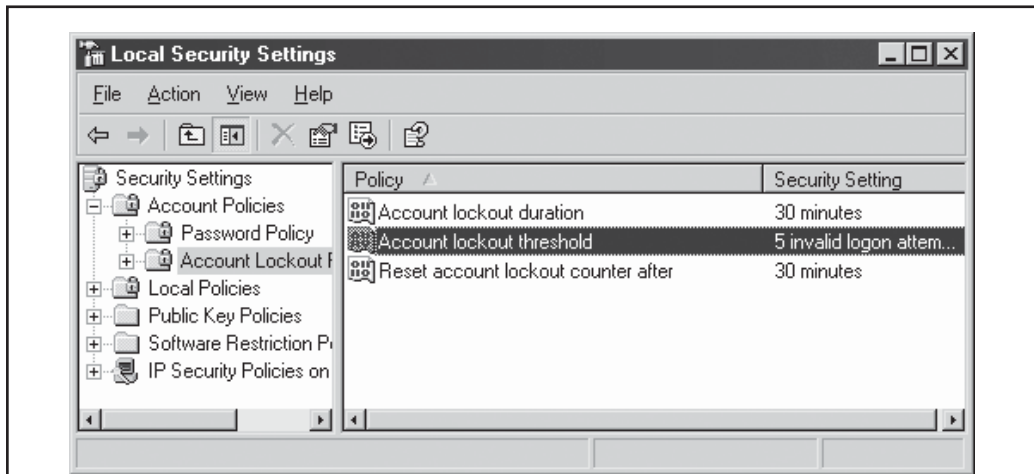 Local Security Settings
File Action View Help
Security Settings
Account Policies
Password Policy
Account Lockout
Local Policies
Public Key Policies
Software Restriction
IP Security Policies on
Policy Security Setting
Account lockout duration 30 minutes
Account lockout threshold 5 invalid logon attem...
Reset account lockout counter after 30 minutes